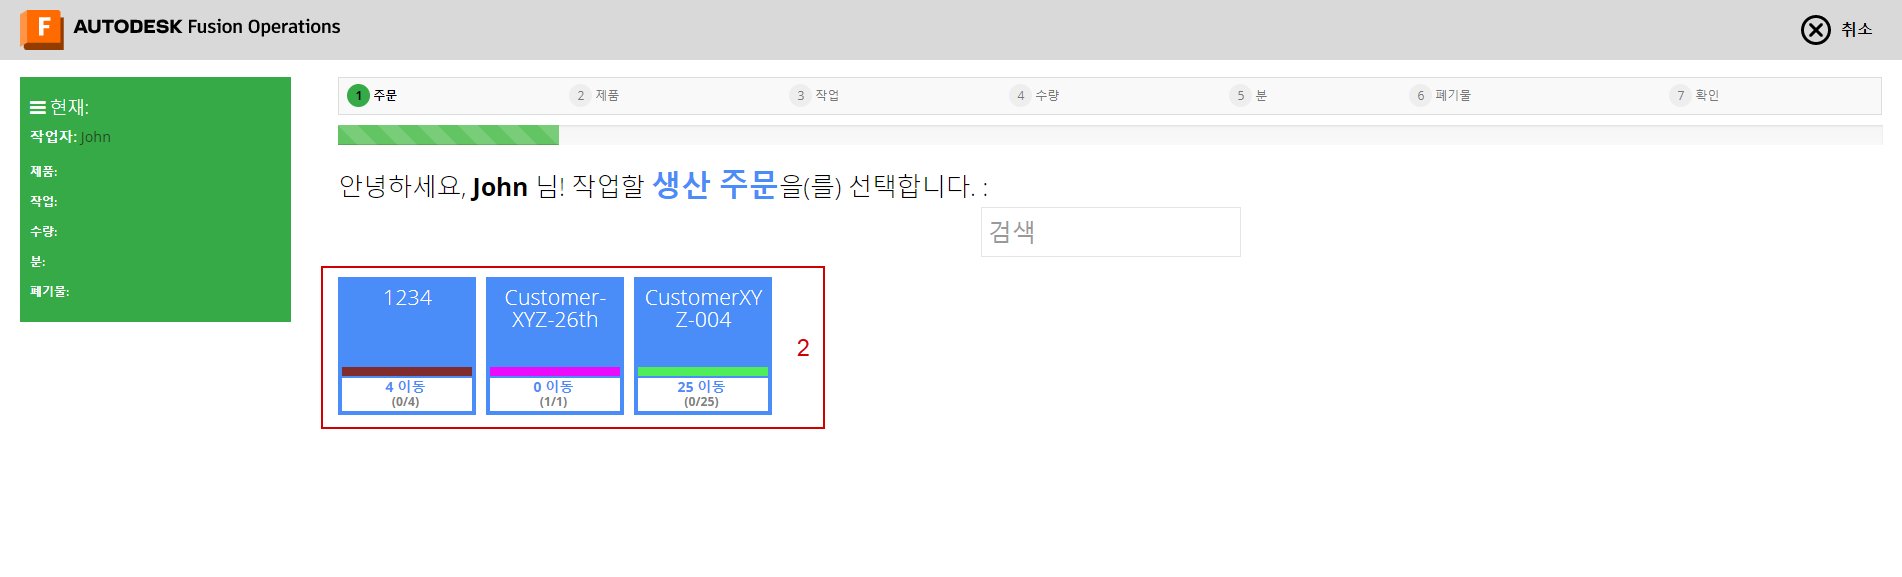 F AUTODESK Fusion Operations
취소
현재:
작업자: John
제품:
작업:
수량:
분:
폐기물:
1 주문 2 제품 3 작업 4 수량 5 분 6 폐기물 7 확인
안녕하세요, John 님! 작업할 생산 주문을(를) 선택합니다. :
검색
1234
4 이동
(0/4)
Customer-
XYZ-26th
0 이동
(1/1)
CustomerXY
Z-004
25 이동
(0/25)
2